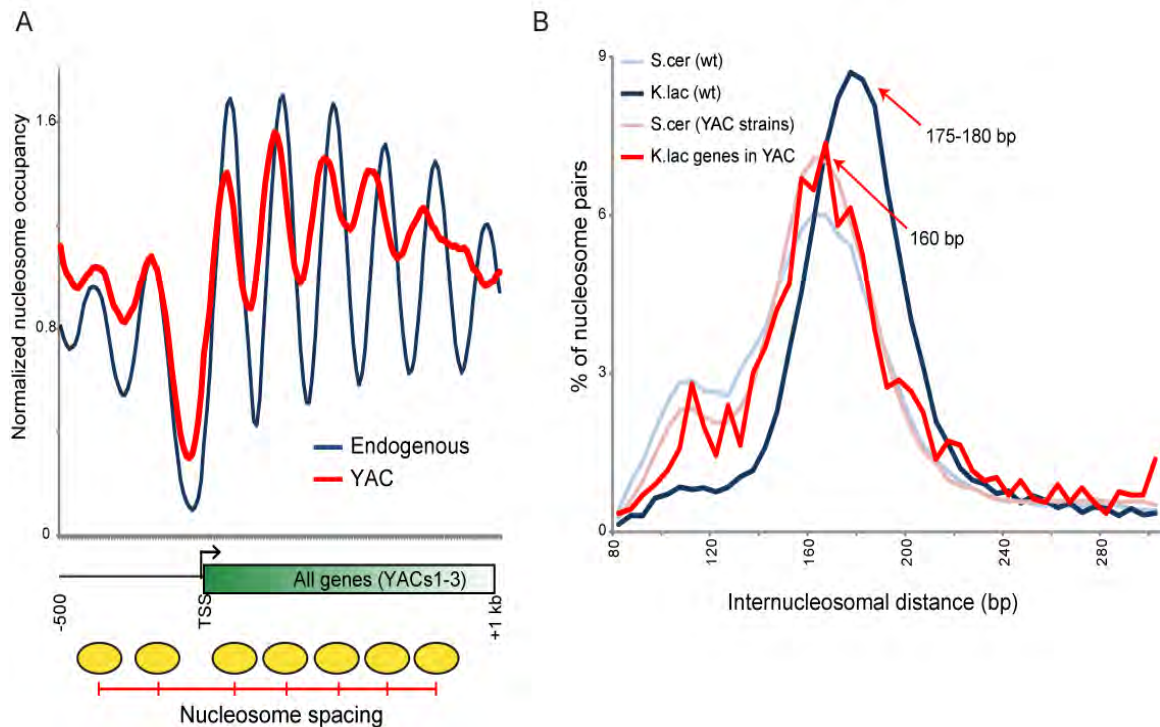 A
Normalized nucleosome occupancy
1.6
0.8
0
Endogenous
YAC
All genes (YACs1-3)
-500
TSS
+1 kb
Nucleosome spacing
B
% of nucleosome pairs
9
6
3
0
S.cer (wt)
K.lac (wt)
S.cer (YAC strains)
K.lac genes in YAC
175-180 bp
160 bp
80
120
160
200
240
280
Internucleosomal distance (bp)